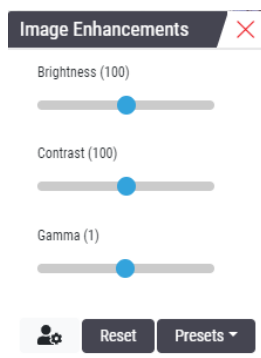 Image Enhancements
Brightness (100)
Contrast (100)
Gamma (1)
Reset Presets